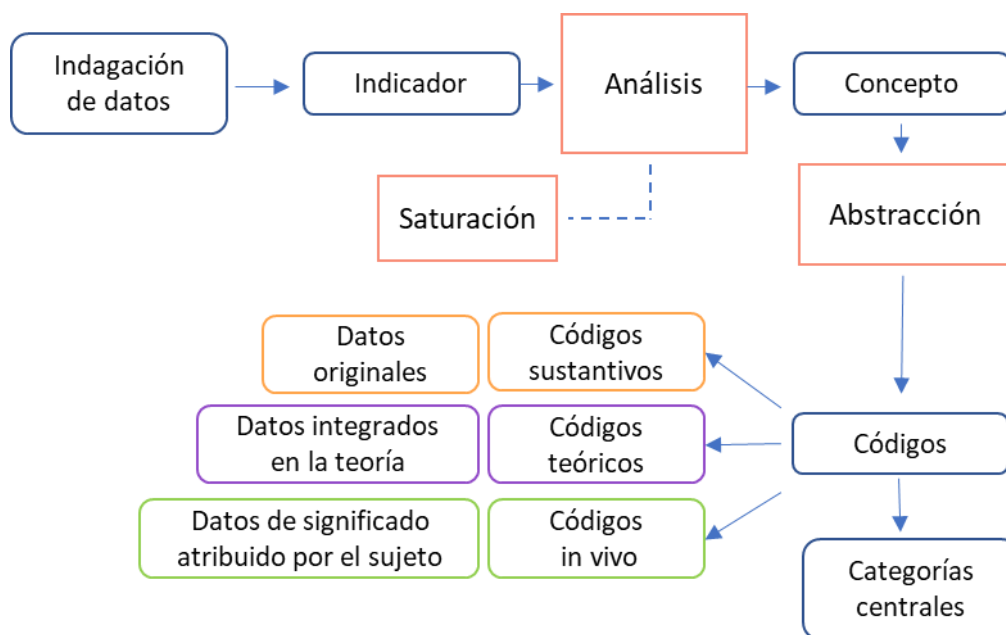 Indagación
de datos
Indicador
Análisis
Concepto
Saturación
Abstracción
Datos
originales
Códigos
sustantivos
Datos integrados
en la teoría
Códigos
teóricos
Códigos
Datos de significado
atribuido por el sujeto
Códigos
in vivo
Categorías
centrales